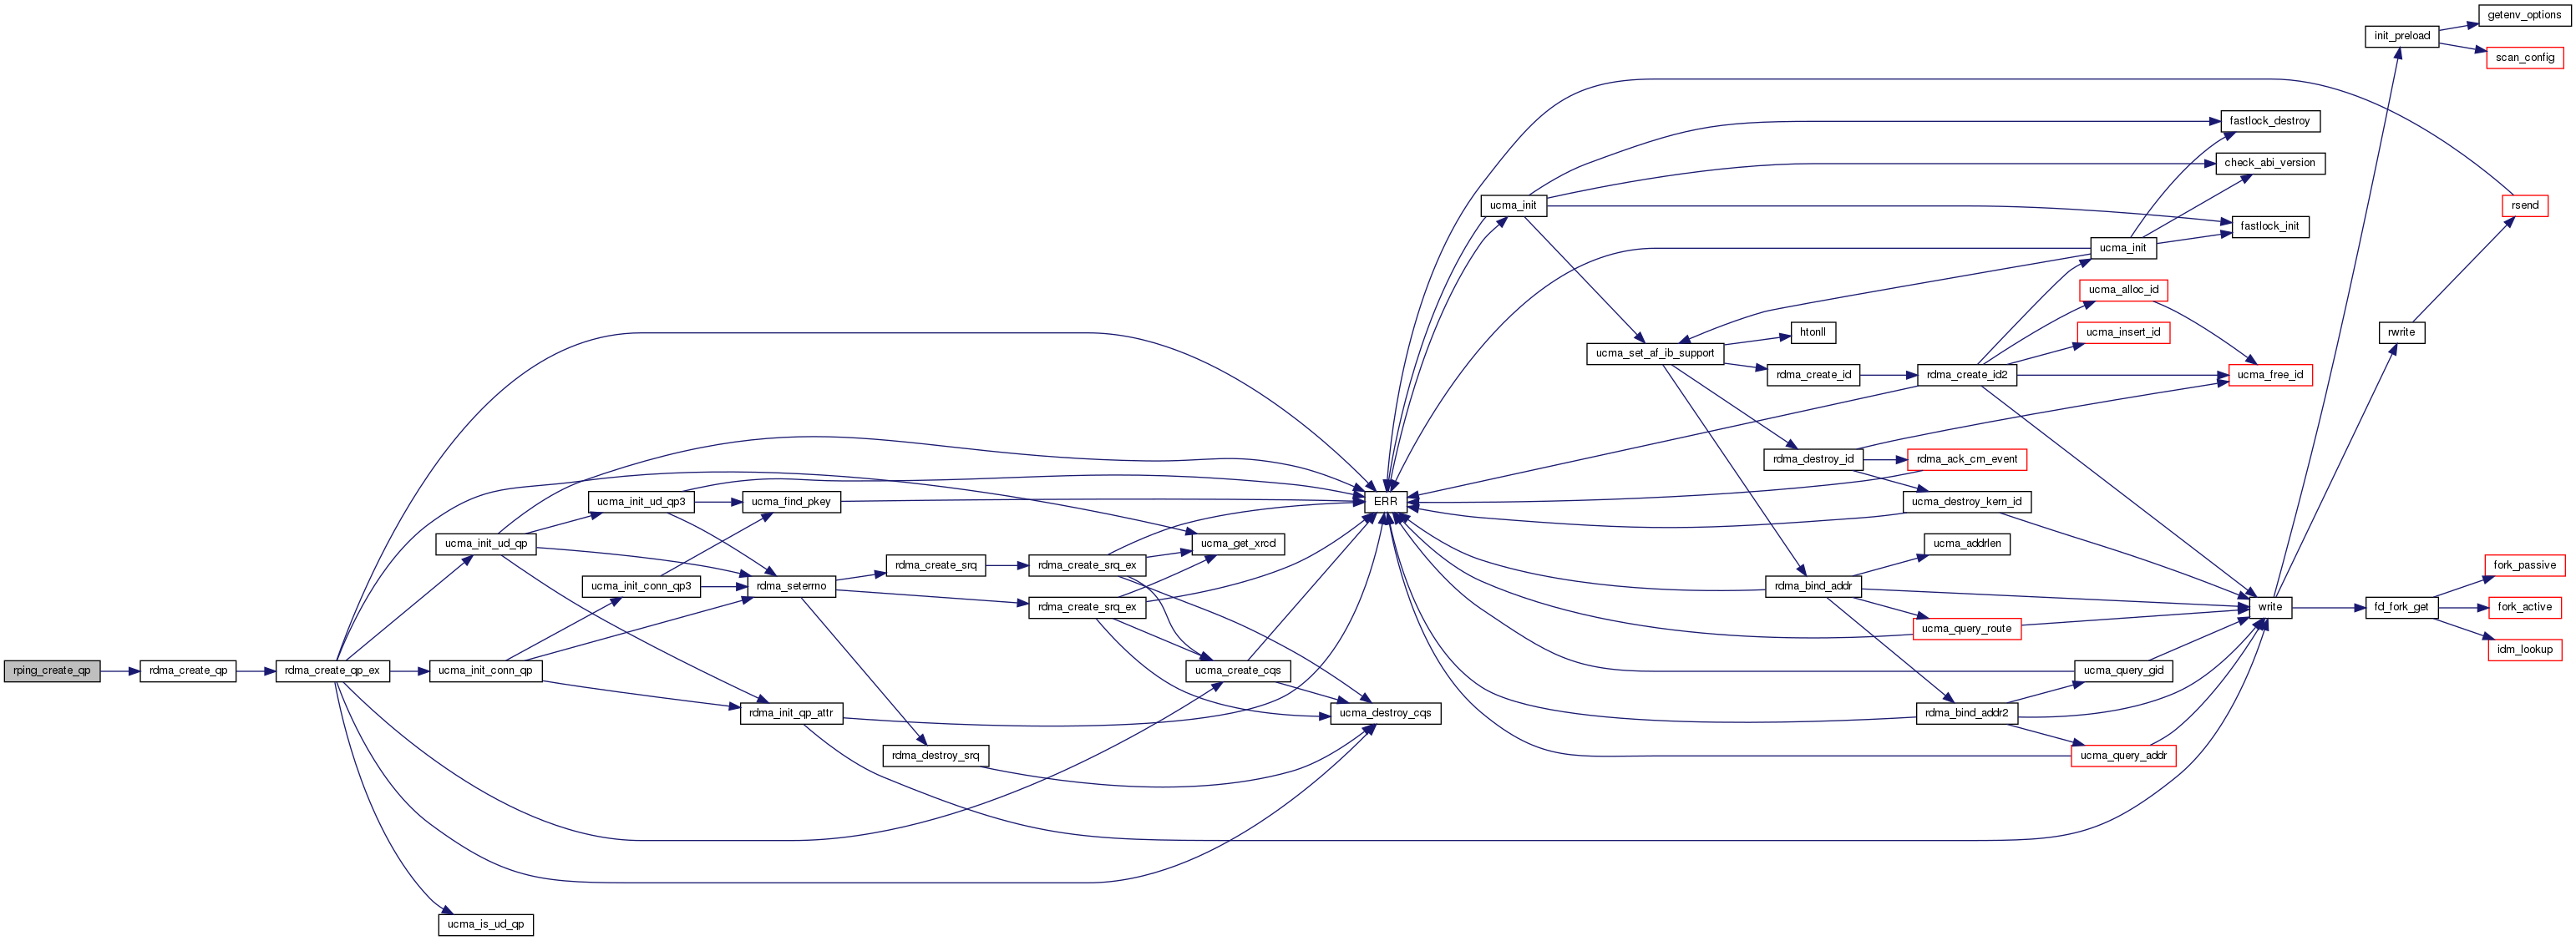 rping_create_qp
rdma_create_qp
rdma_create_qp_ex
ucma_init_ud_qp
ucma_init_conn_qp
ucma_is_ud_qp
ucma_init_ud_qp3
ucma_init_conn_qp3
ucma_find_pkey
rdma_seterrno
rdma_init_qp_attr
rdma_create_srq
rdma_destroy_srq
rdma_create_srq_ex
rdma_create_srq_ex
ucma_get_xrcd
ucma_create_cqs
ERR
ucma_destroy_cqs
ucma_init
ucma_set_af_ib_support
htonll
rdma_create_id
rdma_destroy_id
rdma_bind_addr
rdma_create_id2
rdma_ack_cm_event
ucma_destroy_kern_id
ucma_addrlen
ucma_query_route
rdma_bind_addr2
ucma_init
ucma_alloc_id
ucma_insert_id
ucma_query_gid
ucma_query_addr
fastlock_destroy
check_abi_version
fastlock_init
ucma_free_id
write
init_preload
rwrite
fd_fork_get
getenv_options
scan_config
rsend
fork_passive
fork_active
idm_lookup